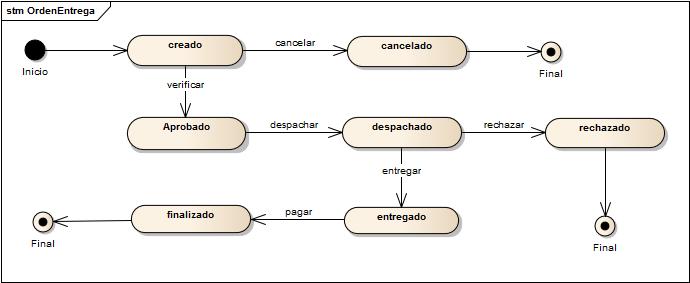 stm OrdenEntrega
Inicio
creado
cancelar
cancelado
Final
verificar
Aprobado
despachar
despachado
rechazar
rechazado
entregar
Final
finalizado
pagar
entregado
Final